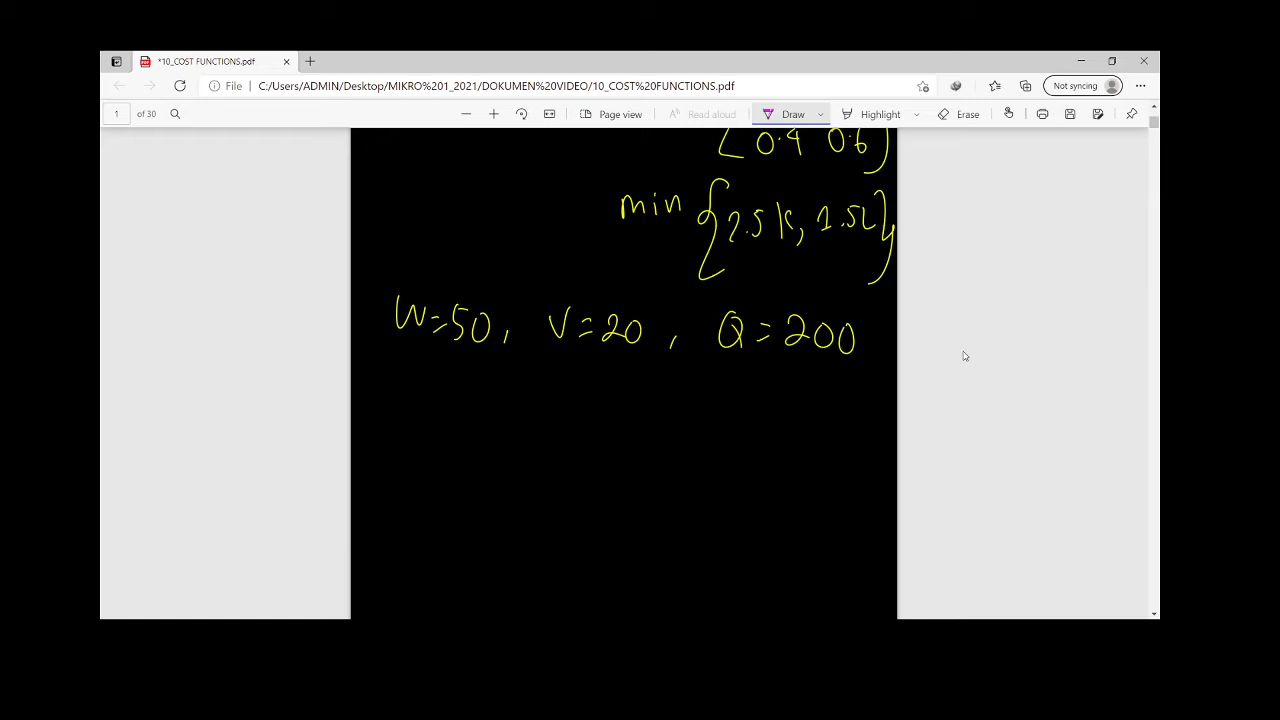 *10_COST FUNCTIONS.pdf
File C:/Users/ADMIN/Desktop/MIKRO%201_2021/DOKUMEN%20VIDEO/10_COST%20FUNCTIONS.pdf Not syncing
1 of 30 Page view Read aloud Draw Highlight Erase
0.4 0.6
min {2.5K, 1.5L}
W=50, V=20, Q=200